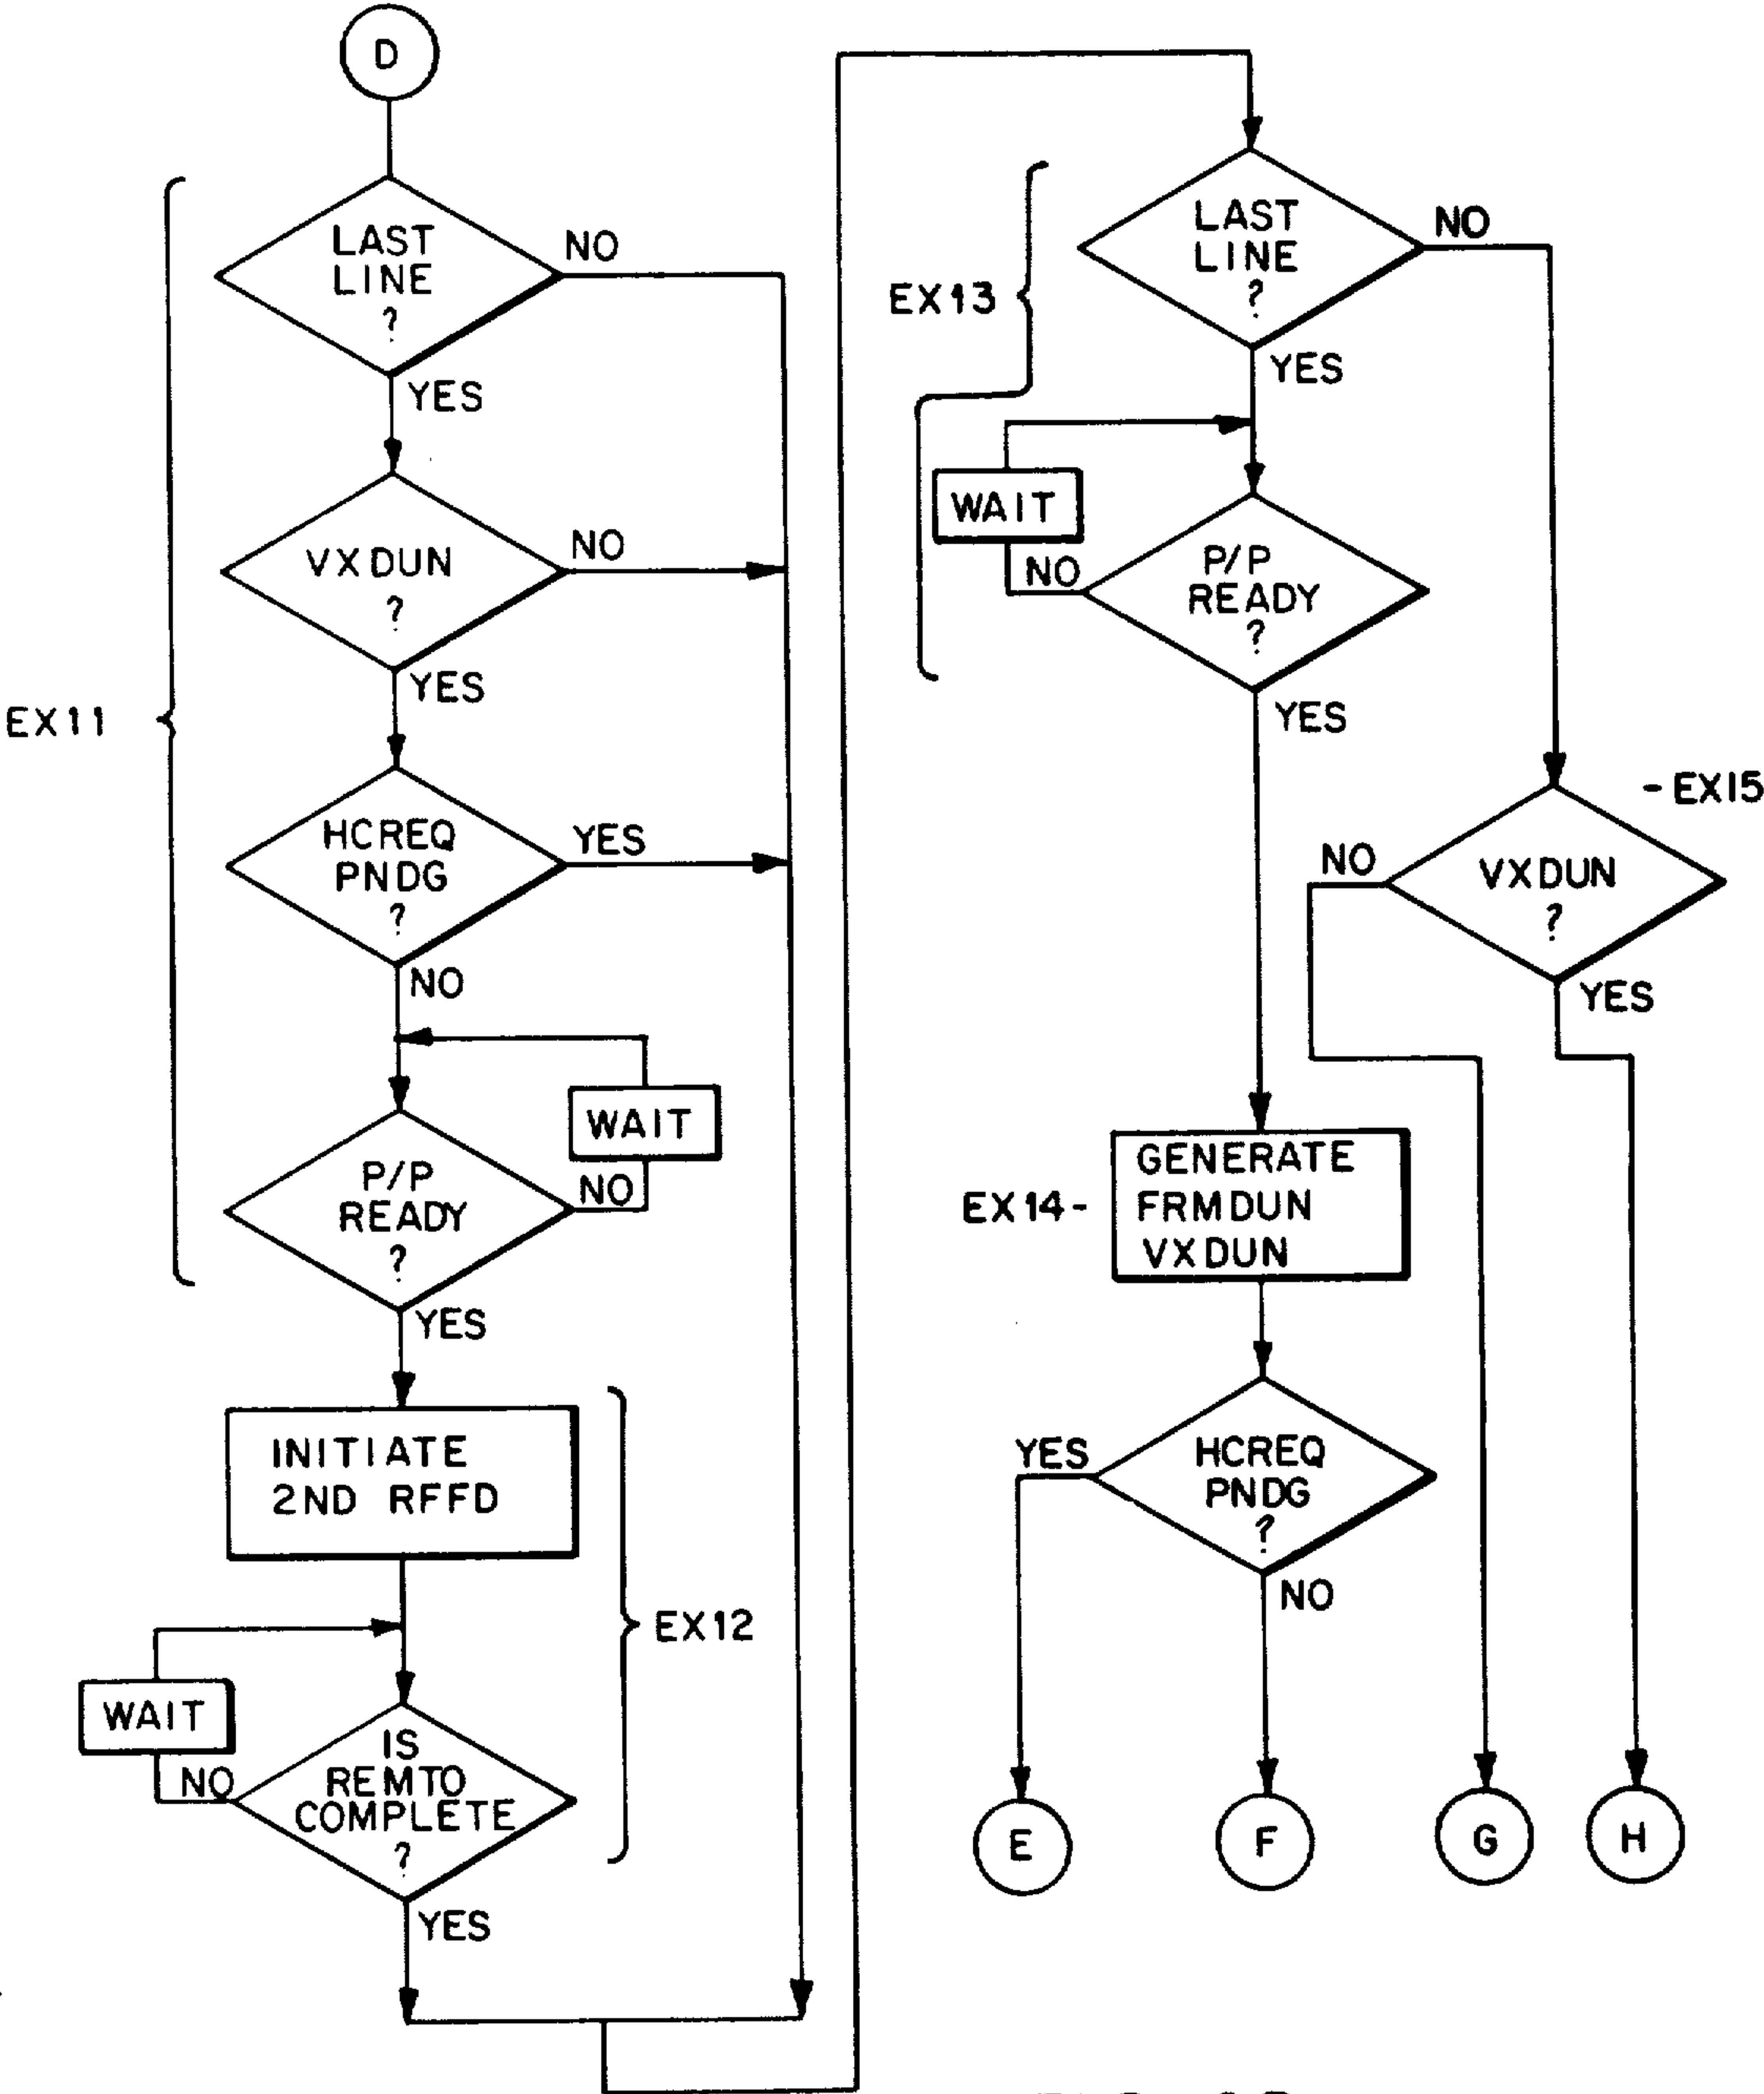 D
LAST
LINE
?
NO
YES
VXDUN
?
NO
YES
EX11
HCREQ
PNDG
?
YES
NO
WAIT
P/P
READY
?
NO
YES
INITIATE
2ND RFFD
EX12
WAIT
IS
REMTO
COMPLETE
?
NO
YES
LAST
LINE
?
NO
EX13
YES
WAIT
P/P
READY
?
NO
YES
- EX15
VXDUN
?
NO
YES
GENERATE
FRMDUN
VXDUN
EX14-
HCREQ
PNDG
?
YES
NO
E
F
G
H